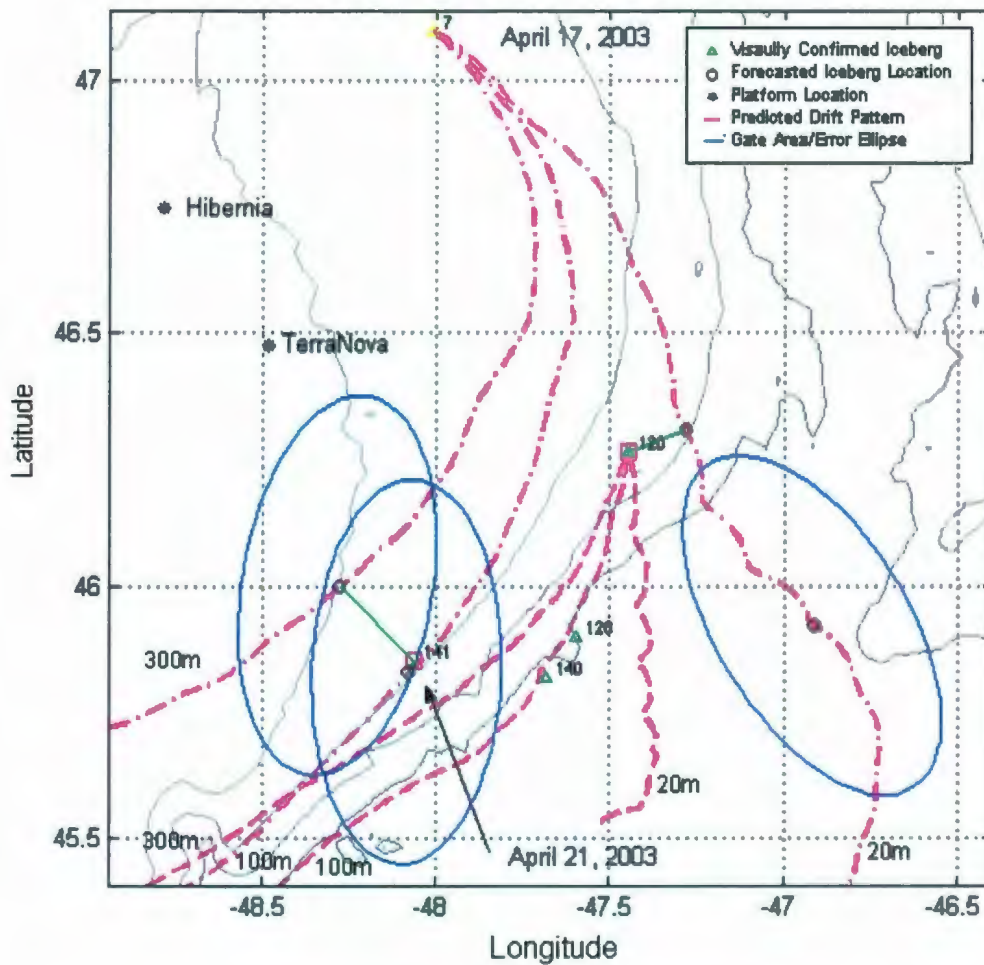 7
April 17, 2003
Visually Confirmed Iceberg
Forecasted Iceberg Location
Platform Location
Predicted Drift Pattern
Gate Area/Error Ellipse
47
Hibernia
46.5
TerraNova
Latitude
120
46
126
141
140
300m
20m
45.5
300m
100m
100m
April 21, 2003
20m
-48.5
-48
-47.5
-47
-46.5
Longitude